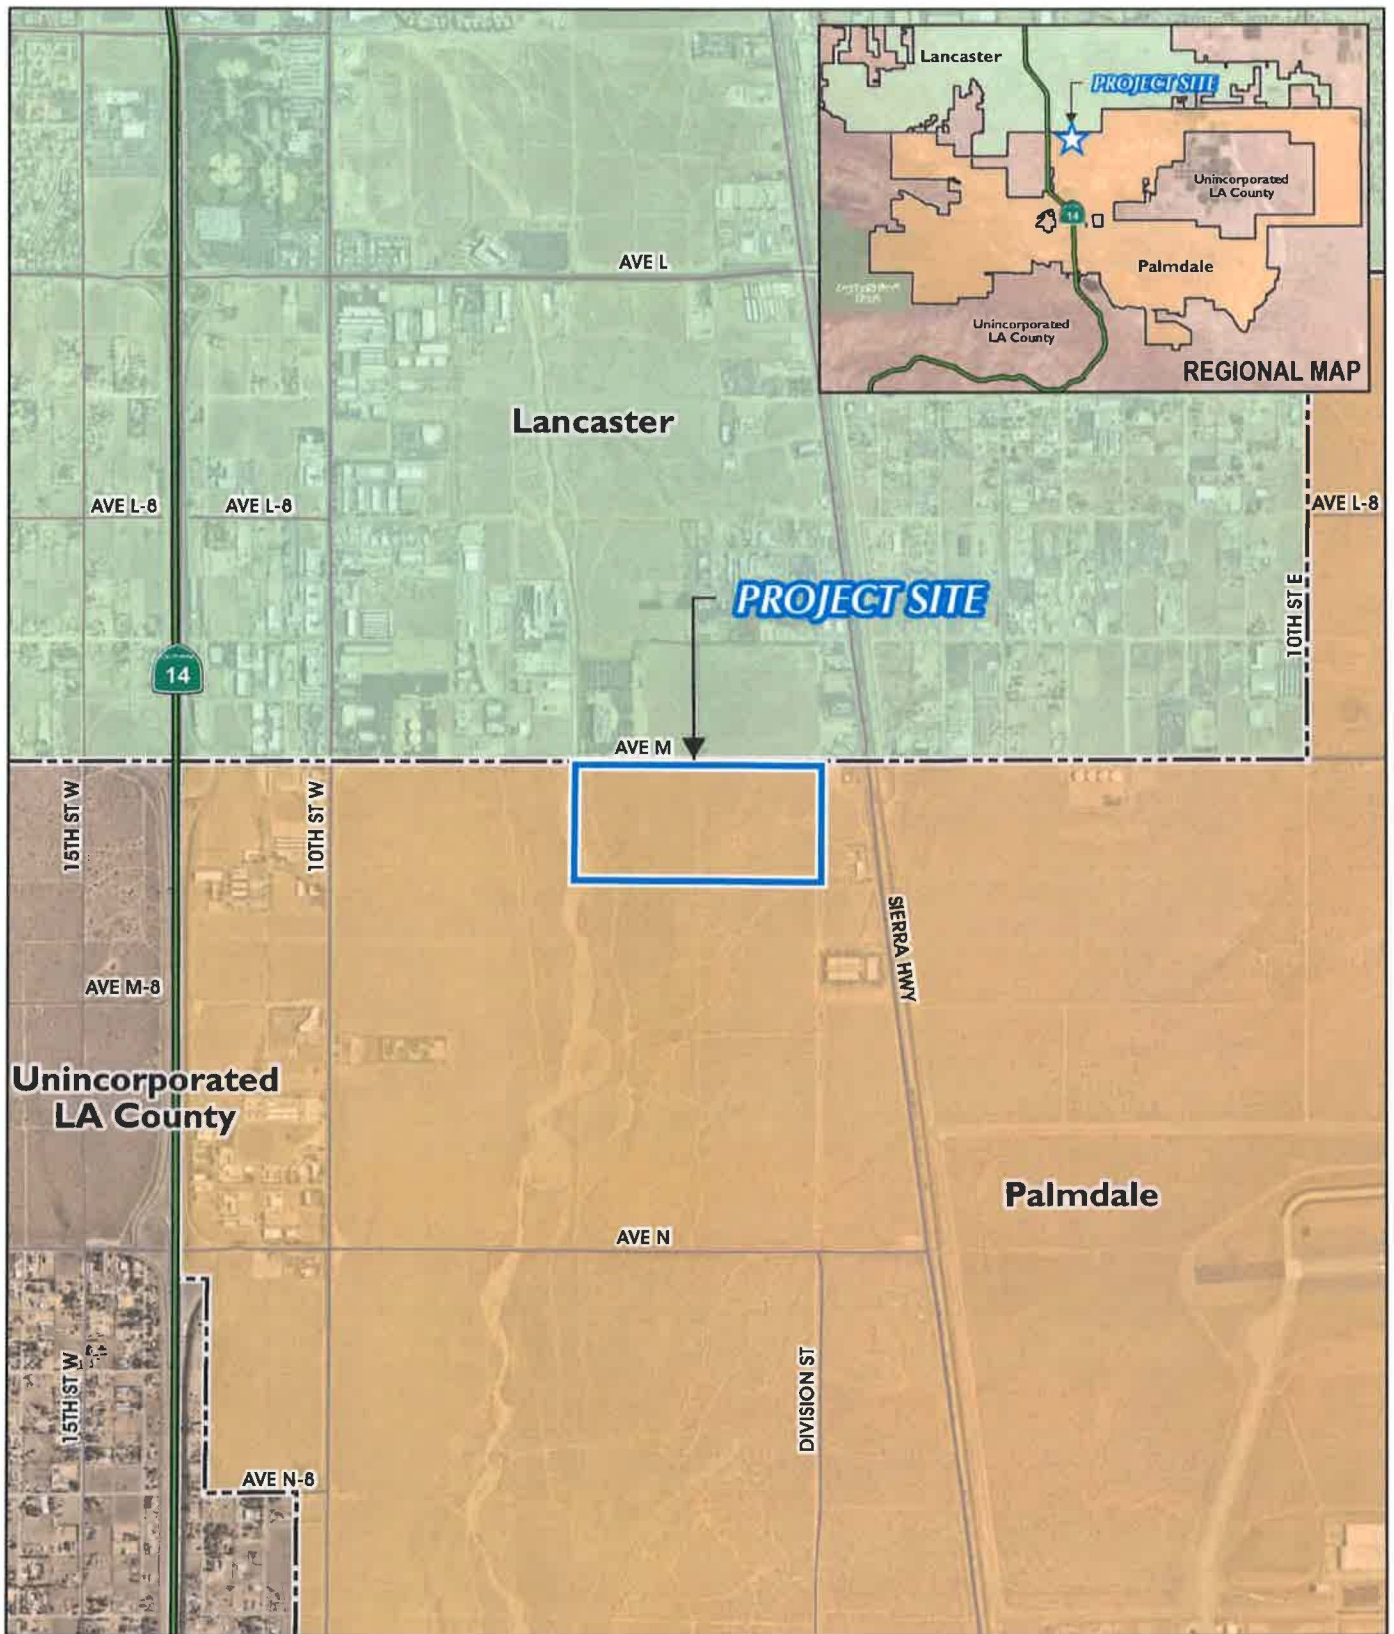 Lancaster
PROJECT SITE
Unincorporated
LA County
14
Palmdale
Unincorporated
LA County
REGIONAL MAP
AVE L
Lancaster
AVE L-8
AVE L-8
AVE L-8
PROJECT SITE
10TH ST E
14
AVE M
15TH ST W
10TH ST W
SIERRA HWY
AVE M-8
Unincorporated
LA County
Palmdale
AVE N
15TH ST W
DIVISION ST
AVE N-8